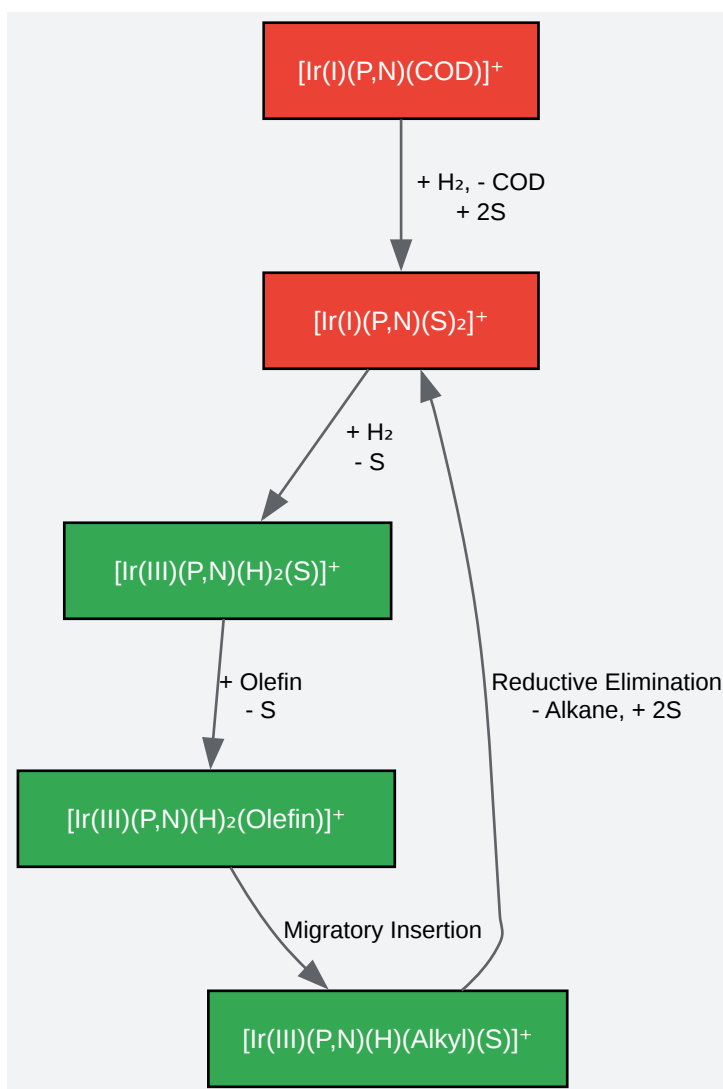 [Ir(I)(P,N)(COD)]⁺
+ H₂, - COD
+ 2S
[Ir(I)(P,N)(S)₂]⁺
+ H₂
- S
[Ir(III)(P,N)(H)₂(S)]⁺
+ Olefin
- S
Reductive Elimination
- Alkane, + 2S
[Ir(III)(P,N)(H)₂(Olefin)]⁺
Migratory Insertion
[Ir(III)(P,N)(H)(Alkyl)(S)]⁺